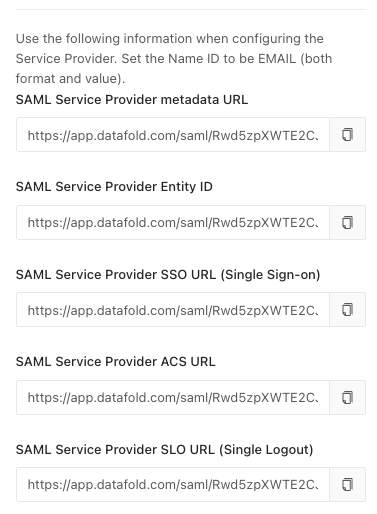 Use the following information when configuring the
Service Provider. Set the Name ID to be EMAIL (both
format and value).
SAML Service Provider metadata URL
https://app.datafold.com/saml/Rwd5zpXWTE2C
SAML Service Provider Entity ID
https://app.datafold.com/saml/Rwd5zpXWTE2C
SAML Service Provider SSO URL (Single Sign-on)
https://app.datafold.com/saml/Rwd5zpXWTE2C
SAML Service Provider ACS URL
https://app.datafold.com/saml/Rwd5zpXWTE2C
SAML Service Provider SLO URL (Single Logout)
https://app.datafold.com/saml/Rwd5zpXWTE2C